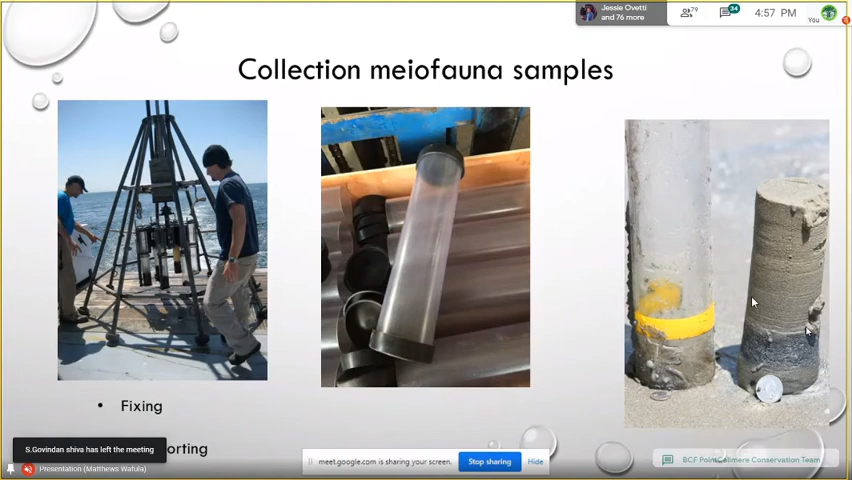 Jessie Ovetti
and 76 more
79
34
4:57 PM
You
Collection meiofauna samples
• Fixing
orting
S.Govindan shiva has left the meeting
Presentation (Matthews Wafula)
meet.google.com is sharing your screen.
Stop sharing
Hide
BCF PointCalimere Conservation Team